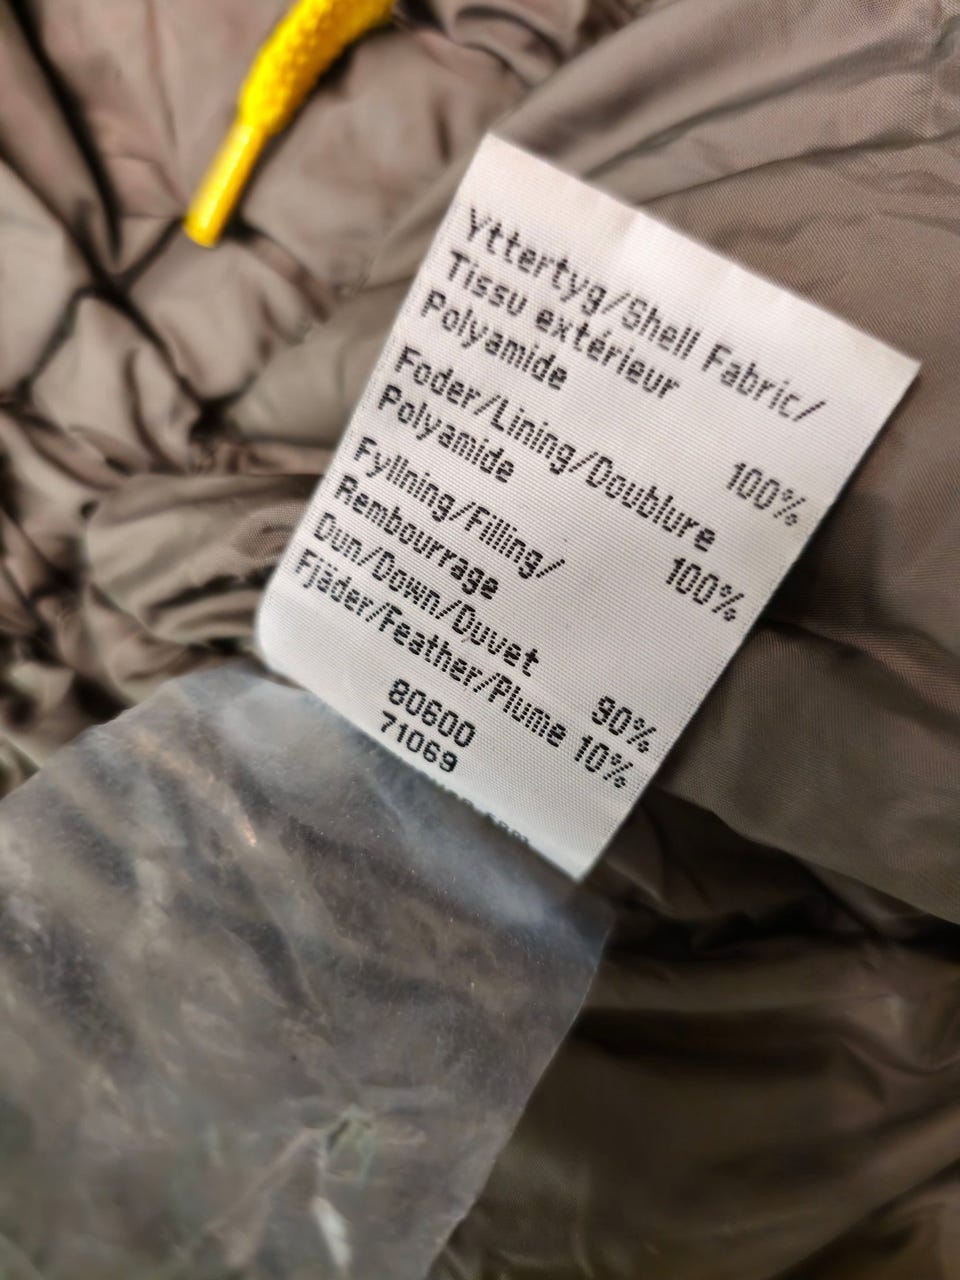 Yttertyg/Shell Fabric/
Tissu extérieur
Polyamide 100%
Foder/Lining/Doublure
Polyamide 100%
Fyllning/Filling/
Rembourrage
Dun/Down/Duvet 90%
Fjäder/Feather/Plume 10%
80600
71069